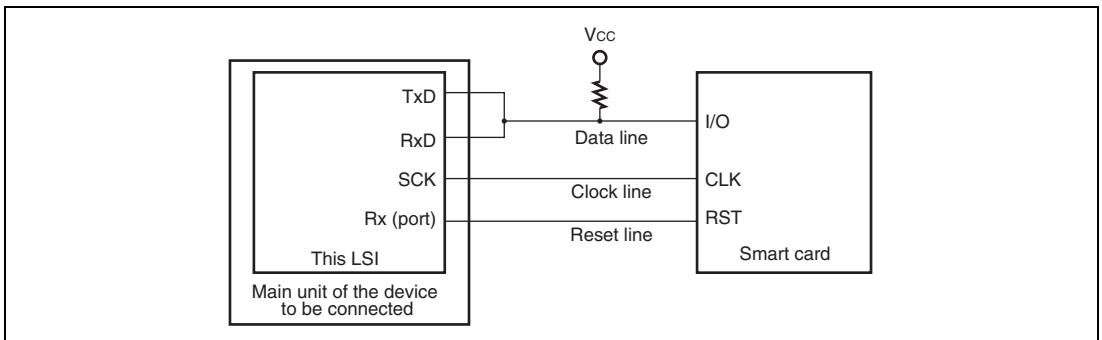 Vcc
TxD
RxD
SCK
Rx (port)
This LSI
Main unit of the device
to be connected
Data line
Clock line
Reset line
I/O
CLK
RST
Smart card